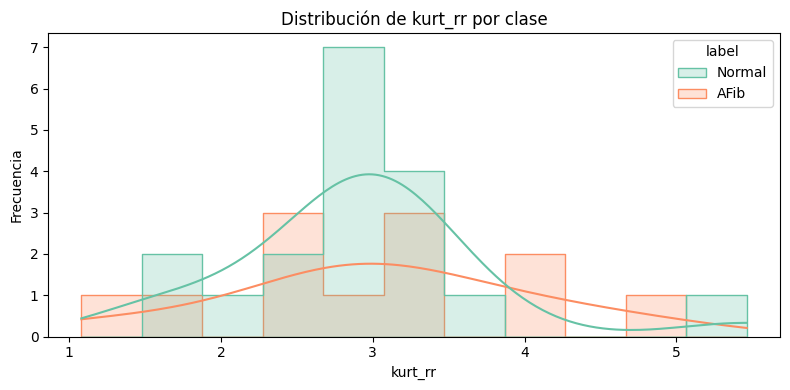 Distribución de kurt_rr por clase
label
Normal
AFib
Frecuencia
7
6
5
4
3
2
1
0
1 2 3 4 5
kurt_rr